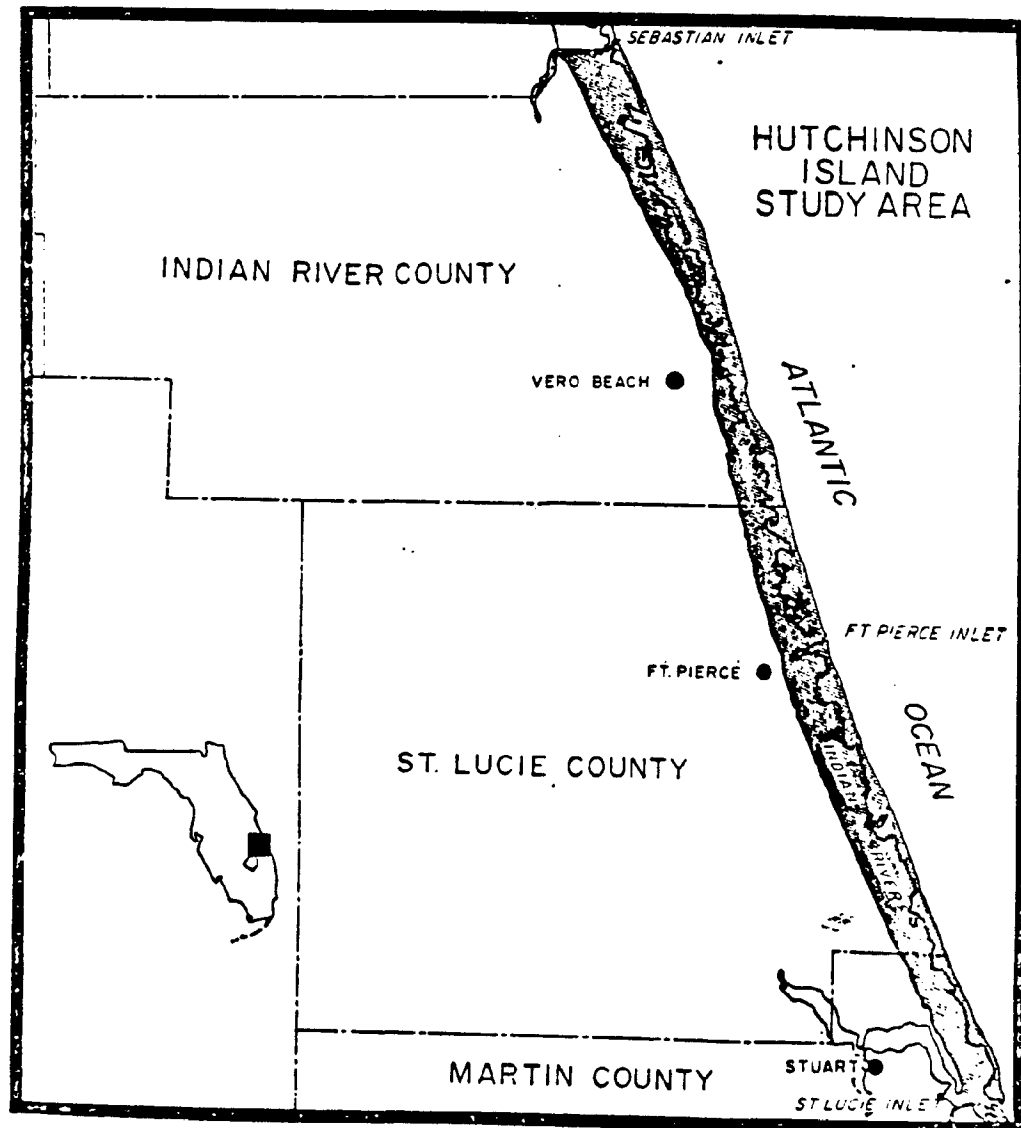 SEBASTIAN INLET
HUTCHINSON
ISLAND
STUDY AREA
INDIAN RIVER COUNTY
VERO BEACH
ATLANTIC
FT PIERCE INLET
FT. PIERCE
OCEAN
ST. LUCIE COUNTY
INDIAN
RIVER
STUART
MARTIN COUNTY
ST LUCIE INLET